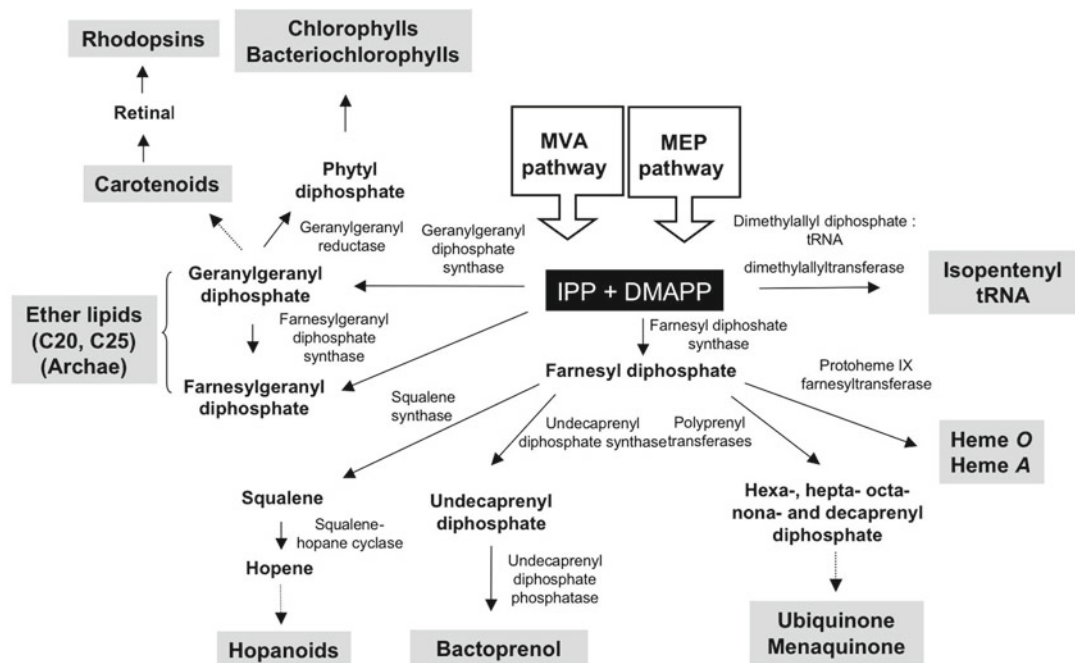 Rhodopsins
Chlorophylls
Bacteriochlorophylls
Retinal
MVA
pathway
MEP
pathway
Carotenoids
Phytyl
diphosphate
Geranylgeranyl
reductase
Geranylgeranyl
diphosphate
synthase
Dimethylallyl diphosphate :
tRNA
dimethylallyltransferase
Isopentenyl
tRNA
Geranylgeranyl
diphosphate
IPP + DMAPP
Ether lipids
(C20, C25)
(Archae)
Farnesylgeranyl
diphosphate
synthase
Farnesyl diphoshate
synthase
Farnesylgeranyl
diphosphate
Farnesyl diphosphate
Protoheme IX
farnesyltransferase
Squalene
synthase
Undecaprenyl
diphosphate synthase
Polyprenyl
transferases
Heme O
Heme A
Squalene
Undecaprenyl
diphosphate
Hexa-, hepta- octa-
nona- and decaprenyl
diphosphate
Squalene-
hopane cyclase
Hopene
Undecaprenyl
diphosphate
phosphatase
Hopanoids
Bactoprenol
Ubiquinone
Menaquinone